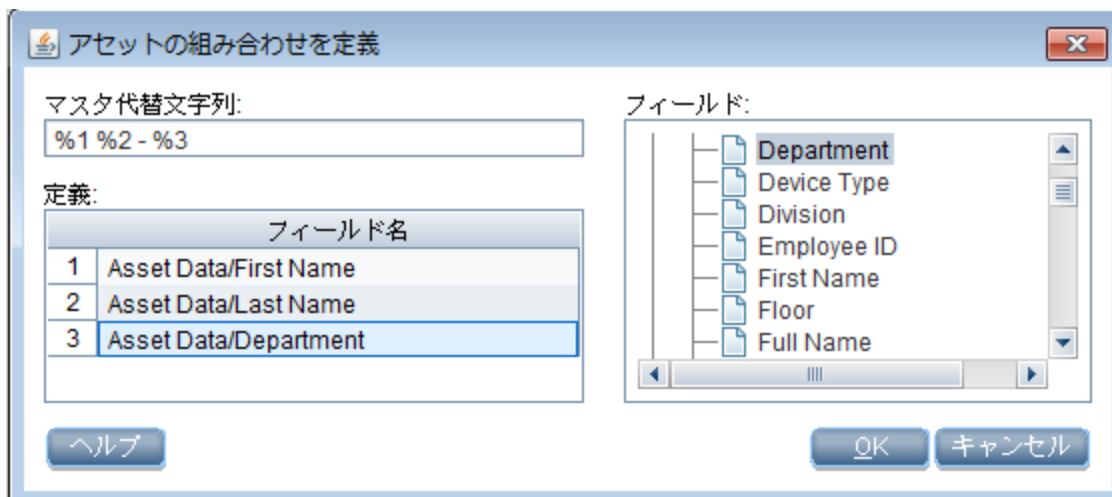 アセットの組み合わせを定義
マスタ代替文字列:
%1 %2 - %3
定義:
フィールド名
1 Asset Data/First Name
2 Asset Data/Last Name
3 Asset Data/Department
フィールド:
Department
Device Type
Division
Employee ID
First Name
Floor
Full Name
ヘルプ
OK
キャンセル